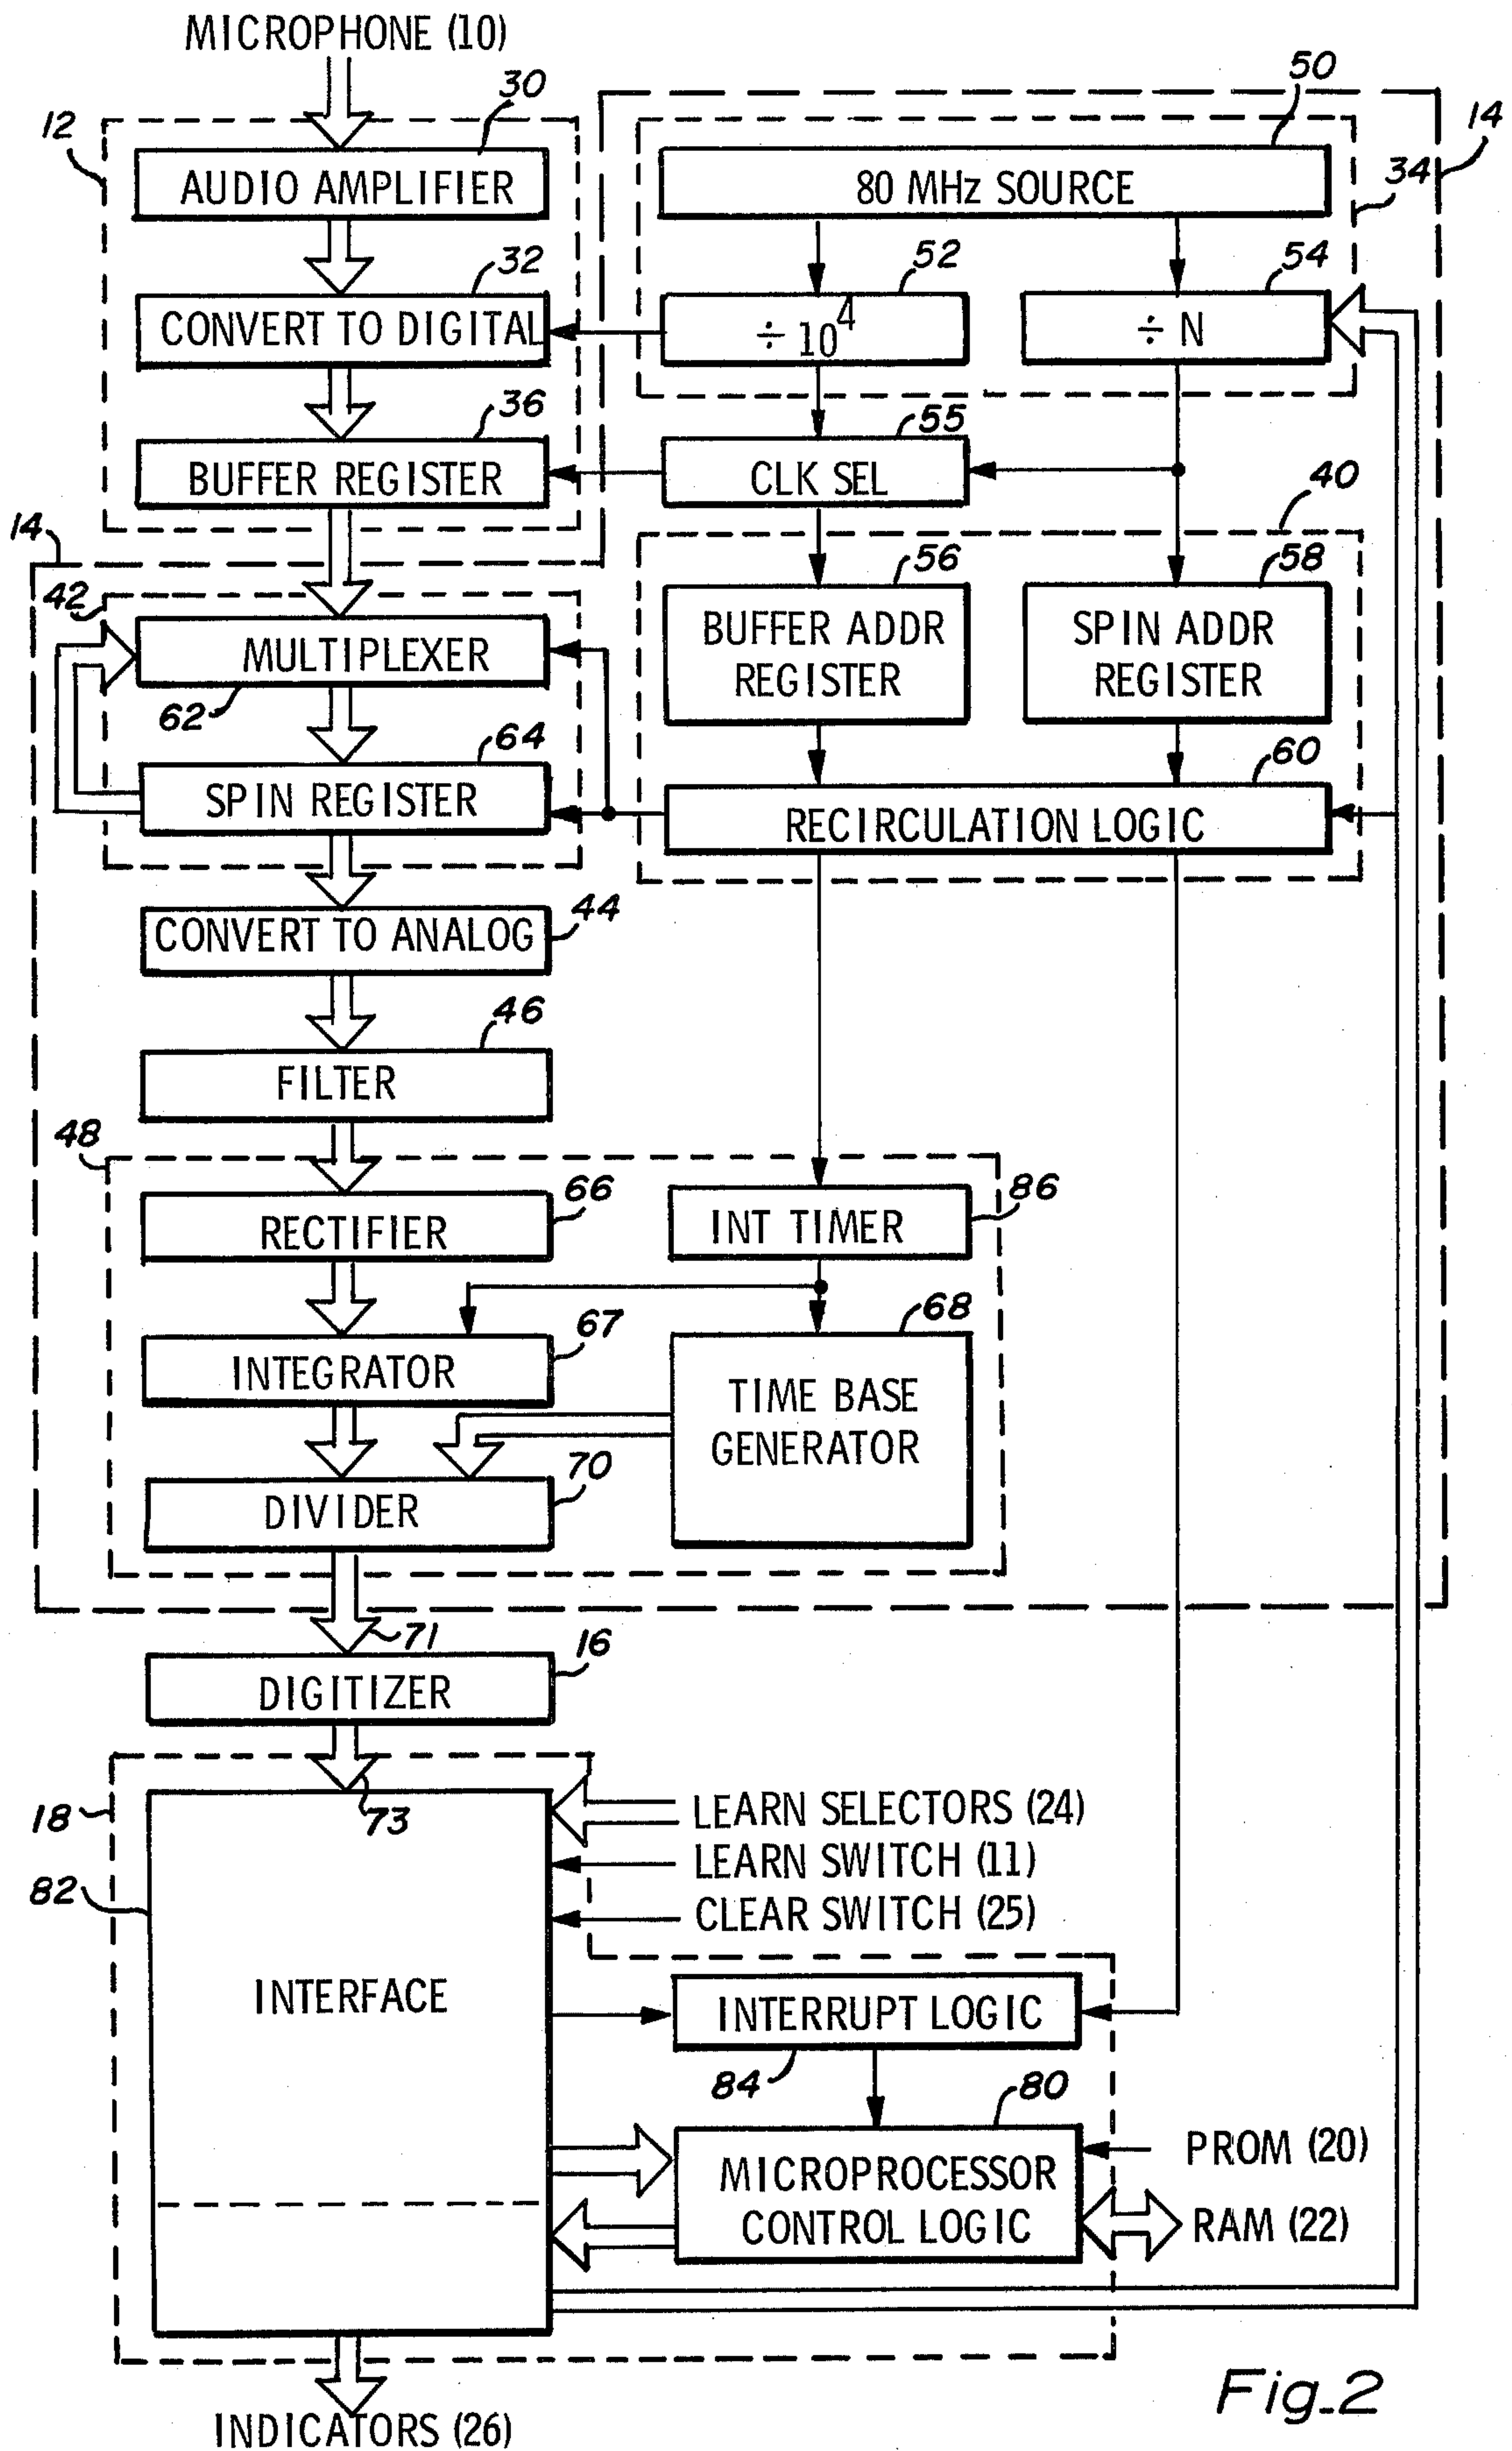 MICROPHONE (10)
50
30
12
14
AUDIO AMPLIFIER
80 MHz SOURCE
34
32
52
54
CONVERT TO DIGITAL
÷ 10⁴
÷ N
36
55
BUFFER REGISTER
CLK SEL
40
14
42
56
58
MULTIPLEXER
BUFFER ADDR
REGISTER
SPIN ADDR
REGISTER
62
64
60
SPIN REGISTER
RECIRCULATION LOGIC
CONVERT TO ANALOG
44
46
FILTER
48
66
86
RECTIFIER
INT TIMER
67
68
INTEGRATOR
TIME BASE
GENERATOR
70
DIVIDER
71
16
DIGITIZER
73
18
LEARN SELECTORS (24)
LEARN SWITCH (11)
82
CLEAR SWITCH (25)
INTERFACE
INTERRUPT LOGIC
84
80
MICROPROCESSOR
CONTROL LOGIC
PROM (20)
RAM (22)
Fig_2
INDICATORS (26)